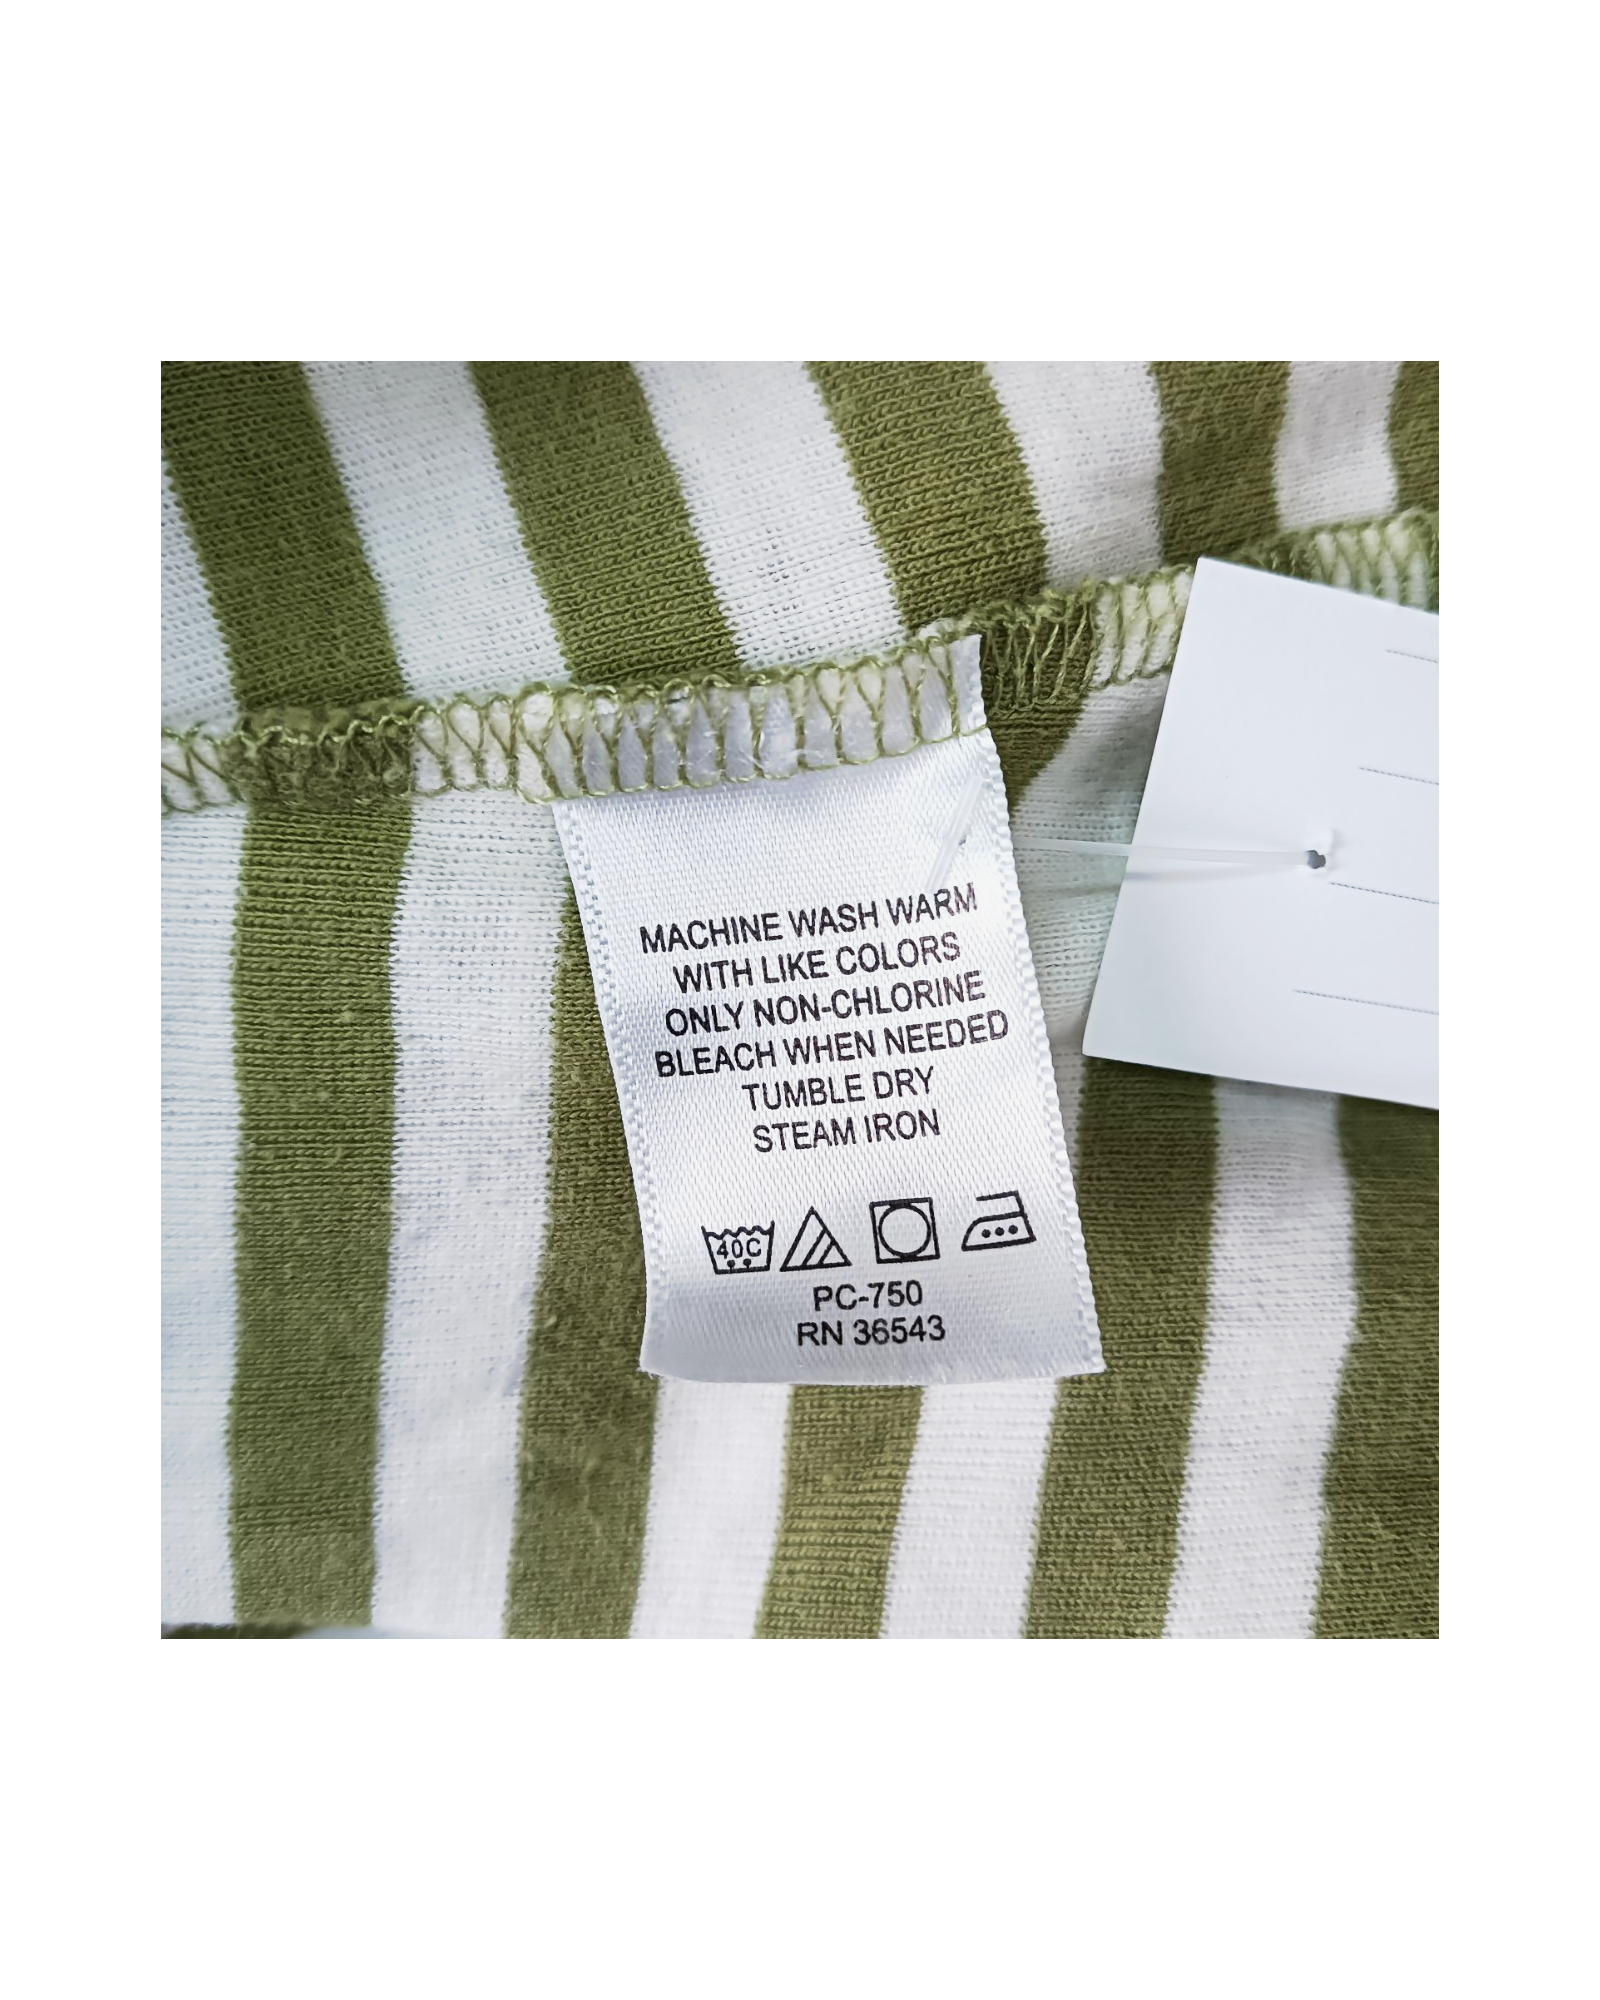 MACHINE WASH WARM
WITH LIKE COLORS
ONLY NON-CHLORINE
BLEACH WHEN NEEDED
TUMBLE DRY
STEAM IRON
40C
PC-750
RN 36543